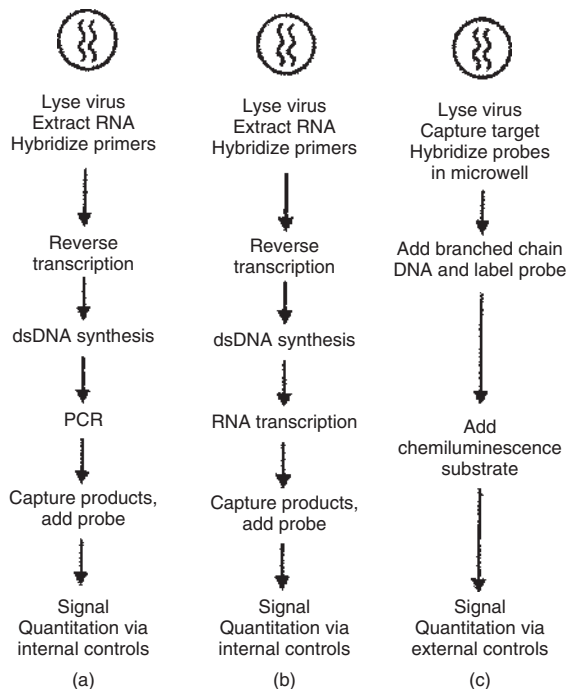 Lyse virus
Extract RNA
Hybridize primers
Reverse
transcription
dsDNA synthesis
PCR
Capture products,
add probe
Signal
Quantitation via
internal controls
(a)
Lyse virus
Extract RNA
Hybridize primers
Reverse
transcription
dsDNA synthesis
RNA transcription
Capture products,
add probe
Signal
Quantitation via
internal controls
(b)
Lyse virus
Capture target
Hybridize probes
in microwell
Add branched chain
DNA and label probe
Add
chemiluminescence
substrate
Signal
Quantitation via
external controls
(c)